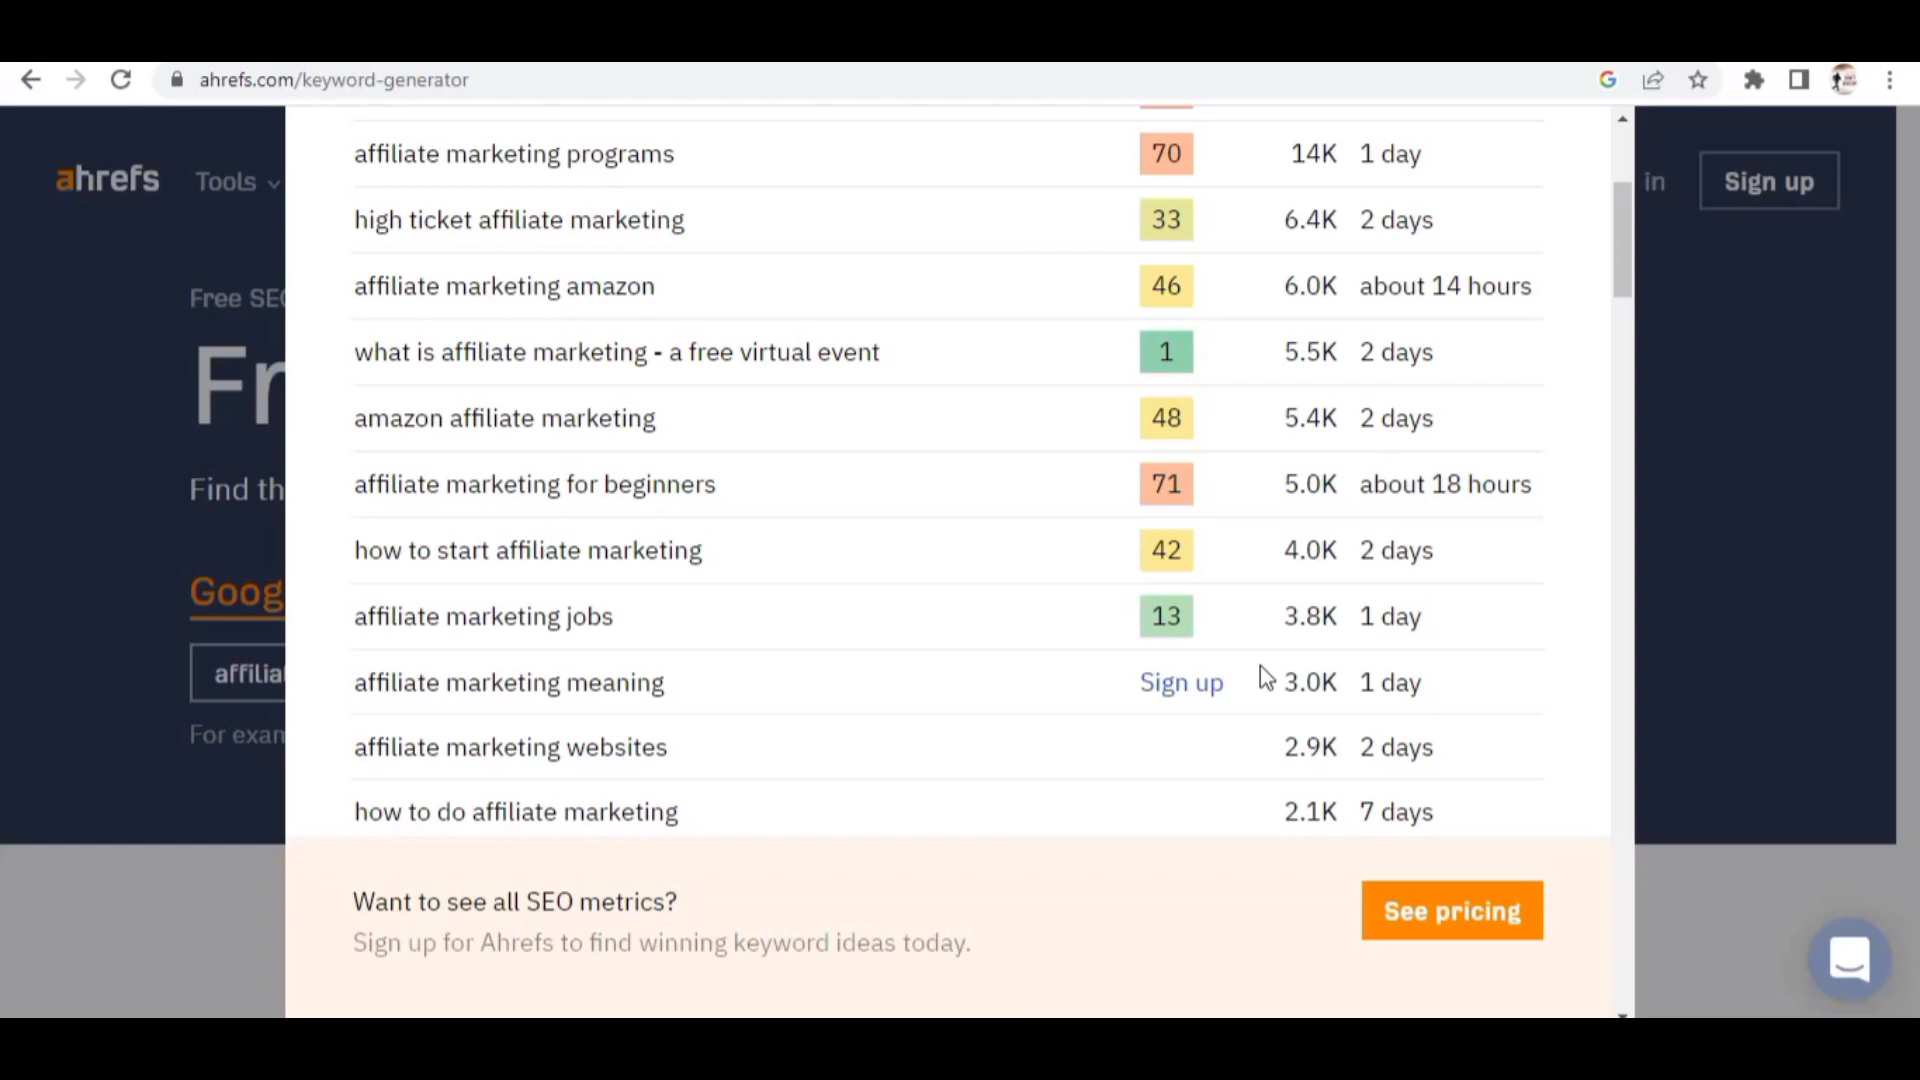 ahrefs.com/keyword-generator
ahrefs
Tools
in
Sign up
Free SEO
Fr
Find th
Goog
affilia
For exam
affiliate marketing programs 70 14K 1 day
high ticket affiliate marketing 33 6.4K 2 days
affiliate marketing amazon 46 6.0K about 14 hours
what is affiliate marketing - a free virtual event 1 5.5K 2 days
amazon affiliate marketing 48 5.4K 2 days
affiliate marketing for beginners 71 5.0K about 18 hours
how to start affiliate marketing 42 4.0K 2 days
affiliate marketing jobs 13 3.8K 1 day
affiliate marketing meaning Sign up 3.0K 1 day
affiliate marketing websites 2.9K 2 days
how to do affiliate marketing 2.1K 7 days
Want to see all SEO metrics?
Sign up for Ahrefs to find winning keyword ideas today.
See pricing